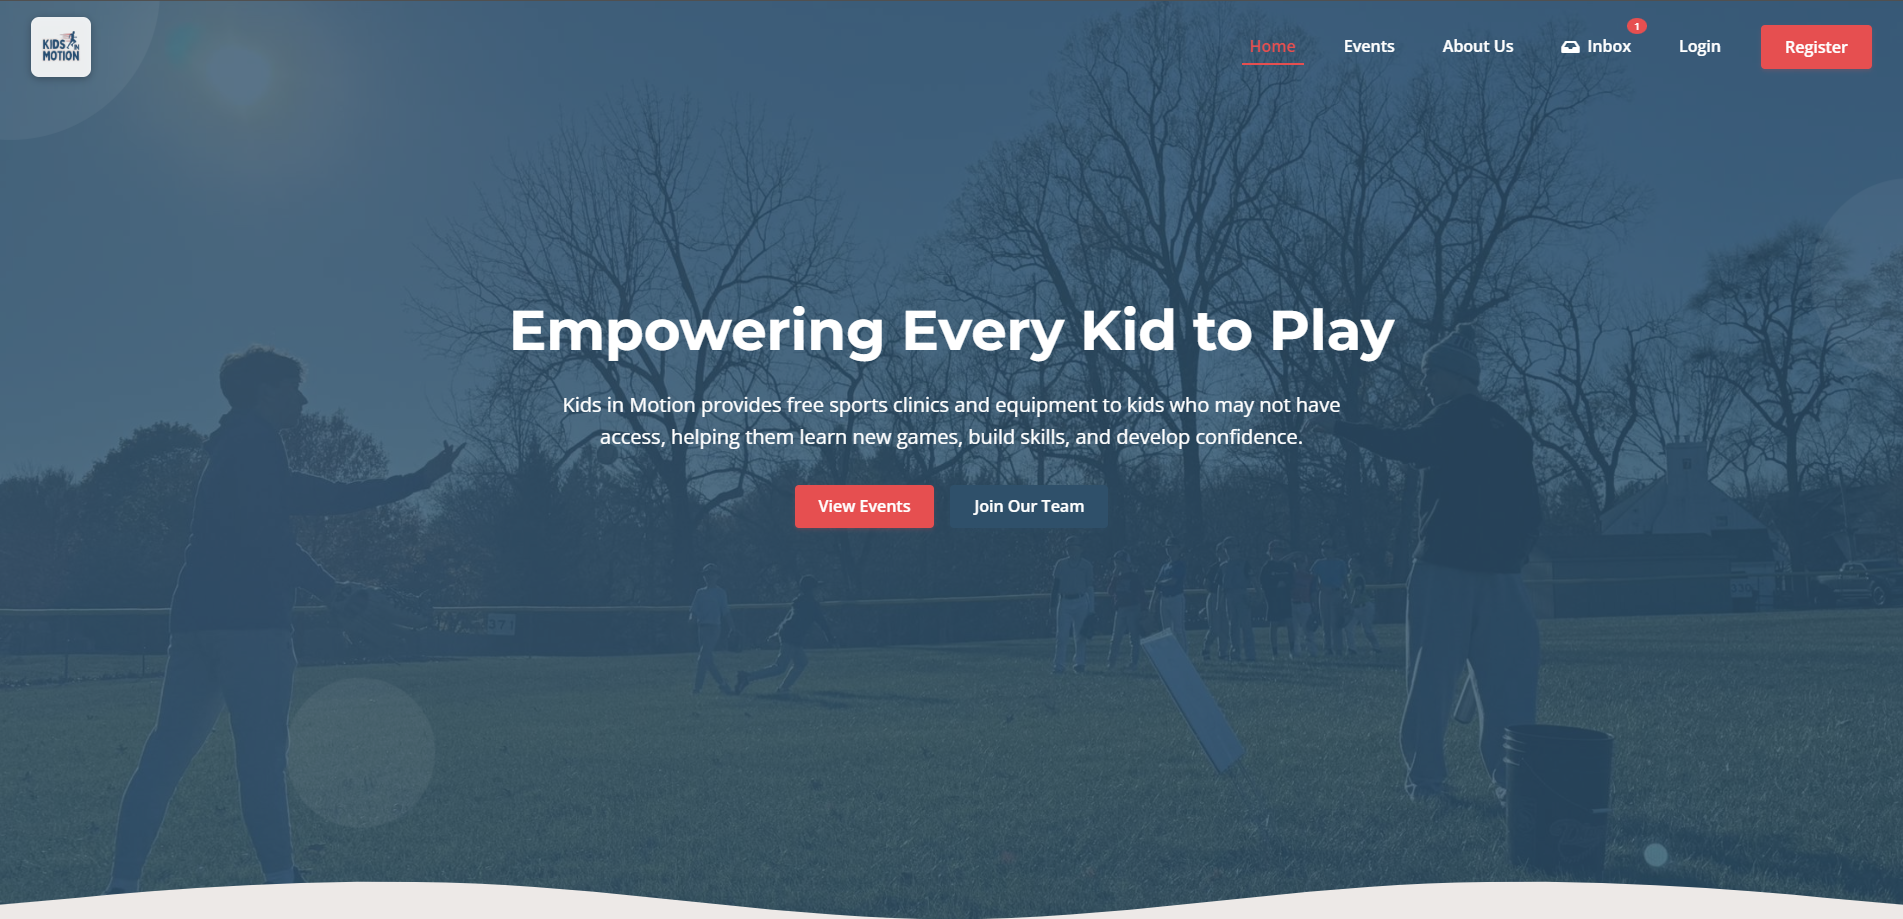 KIDS IN
MOTION
Home
Events
About Us
Inbox
1
Login
Register
Empowering Every Kid to Play
Kids in Motion provides free sports clinics and equipment to kids who may not have
access, helping them learn new games, build skills, and develop confidence.
View Events
Join Our Team